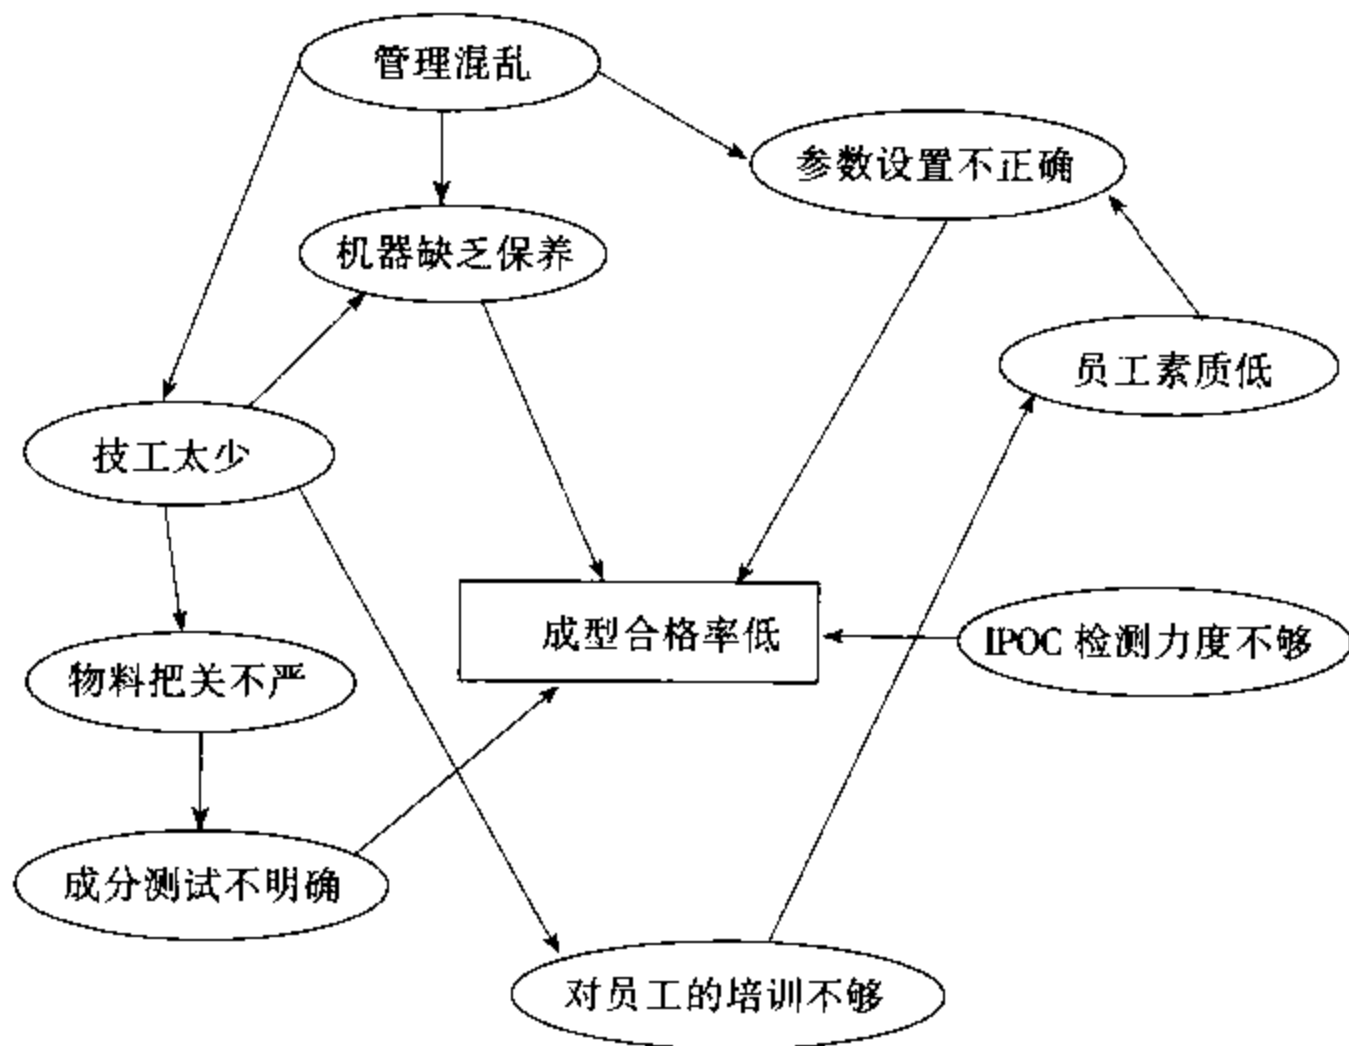 管理混乱
参数设置不正确
机器缺乏保养
员工素质低
技工太少
成型合格率低
IPOC 检测力度不够
物料把关不严
成分测试不明确
对员工的培训不够